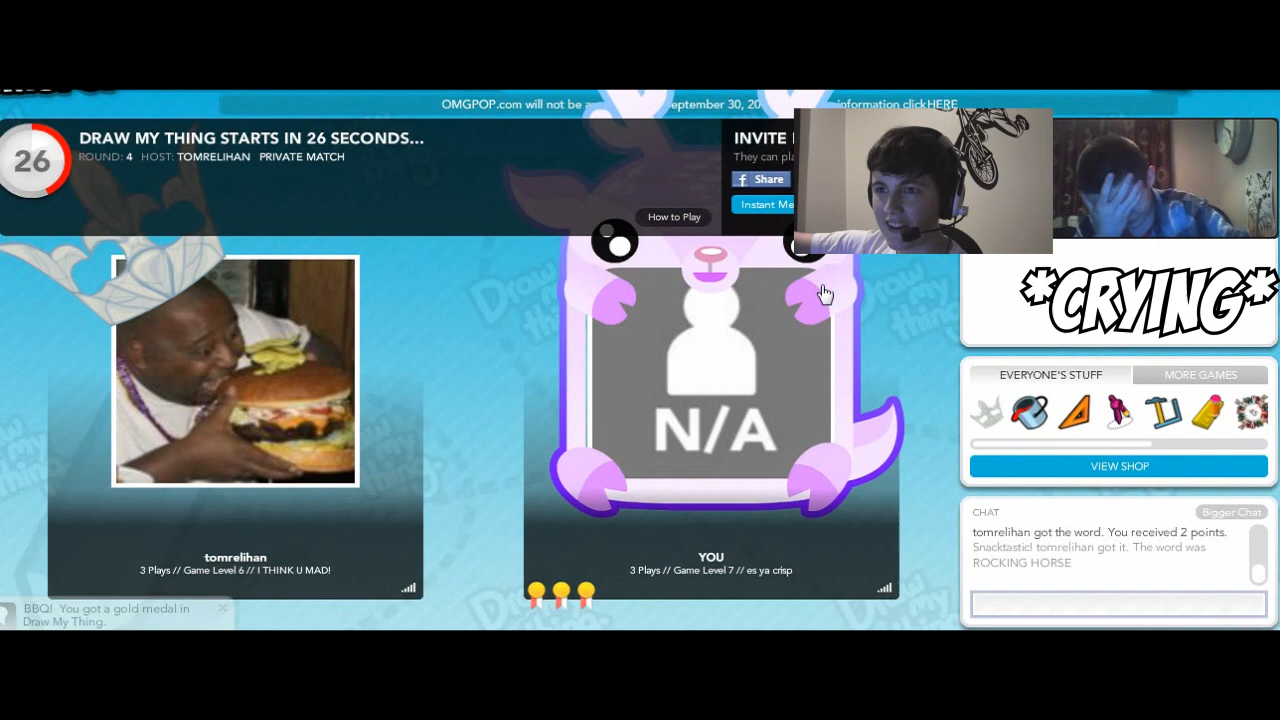 OMGPOP.com will not be a
eptember 30, 20
information clickHERE
26
DRAW MY THING STARTS IN 26 SECONDS...
ROUND: 4 HOST: TOMRELIHAN PRIVATE MATCH
INVITE
They can pla
Share
Instant Me
How to Play
*CRYING*
N/A
EVERYONE'S STUFF
MORE GAMES
VIEW SHOP
CHAT
Bigger Chat
tomrelihan got the word. You received 2 points.
Snacktastic! tomrelihan got it. The word was
ROCKING HORSE
tomrelihan
3 Plays // Game Level 6 // I THINK U MAD!
YOU
3 Plays // Game Level 7 // es ya crisp
BBQ! You got a gold medal in
Draw My Thing.